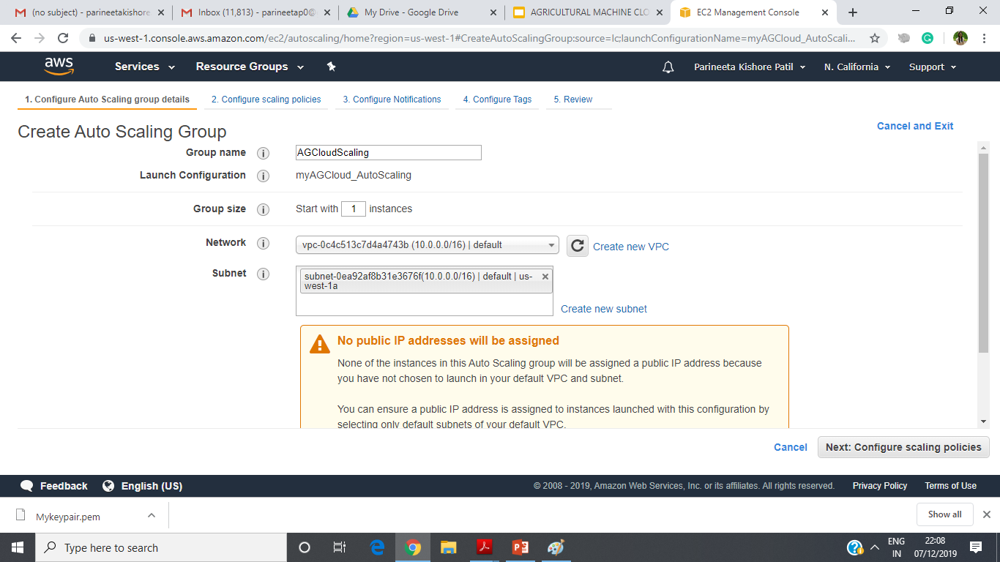 (no subject) - parineetakishore
Inbox (11,813) - parineetap0@
My Drive - Google Drive
AGRICULTURAL MACHINE CLO
EC2 Management Console
us-west-1.console.aws.amazon.com/ec2/autoscaling/home?region=us-west-1#CreateAutoScalingGroup:source=lc;launchConfigurationName=myAGCloud_AutoScali...
aws
Services
Resource Groups
Parineeta Kishore Patil
N. California
Support
1. Configure Auto Scaling group details
2. Configure scaling policies
3. Configure Notifications
4. Configure Tags
5. Review
Create Auto Scaling Group
Cancel and Exit
Group name
AGCloudScaling
Launch Configuration
myAGCloud_AutoScaling
Group size
Start with 1 instances
Network
vpc-0c4c513c7d4a4743b (10.0.0.0/16) | default
Create new VPC
Subnet
subnet-0ea92af8b31e3676f(10.0.0.0/16) | default | us-
west-1a
Create new subnet
No public IP addresses will be assigned
None of the instances in this Auto Scaling group will be assigned a public IP address because
you have not chosen to launch in your default VPC and subnet.
You can ensure a public IP address is assigned to instances launched with this configuration by
selecting only default subnets of your default VPC.
Cancel
Next: Configure scaling policies
Feedback
English (US)
© 2008 - 2019, Amazon Web Services, Inc. or its affiliates. All rights reserved.
Privacy Policy
Terms of Use
Mykeypair.pem
Show all
Type here to search
ENG
IN
22:08
07/12/2019